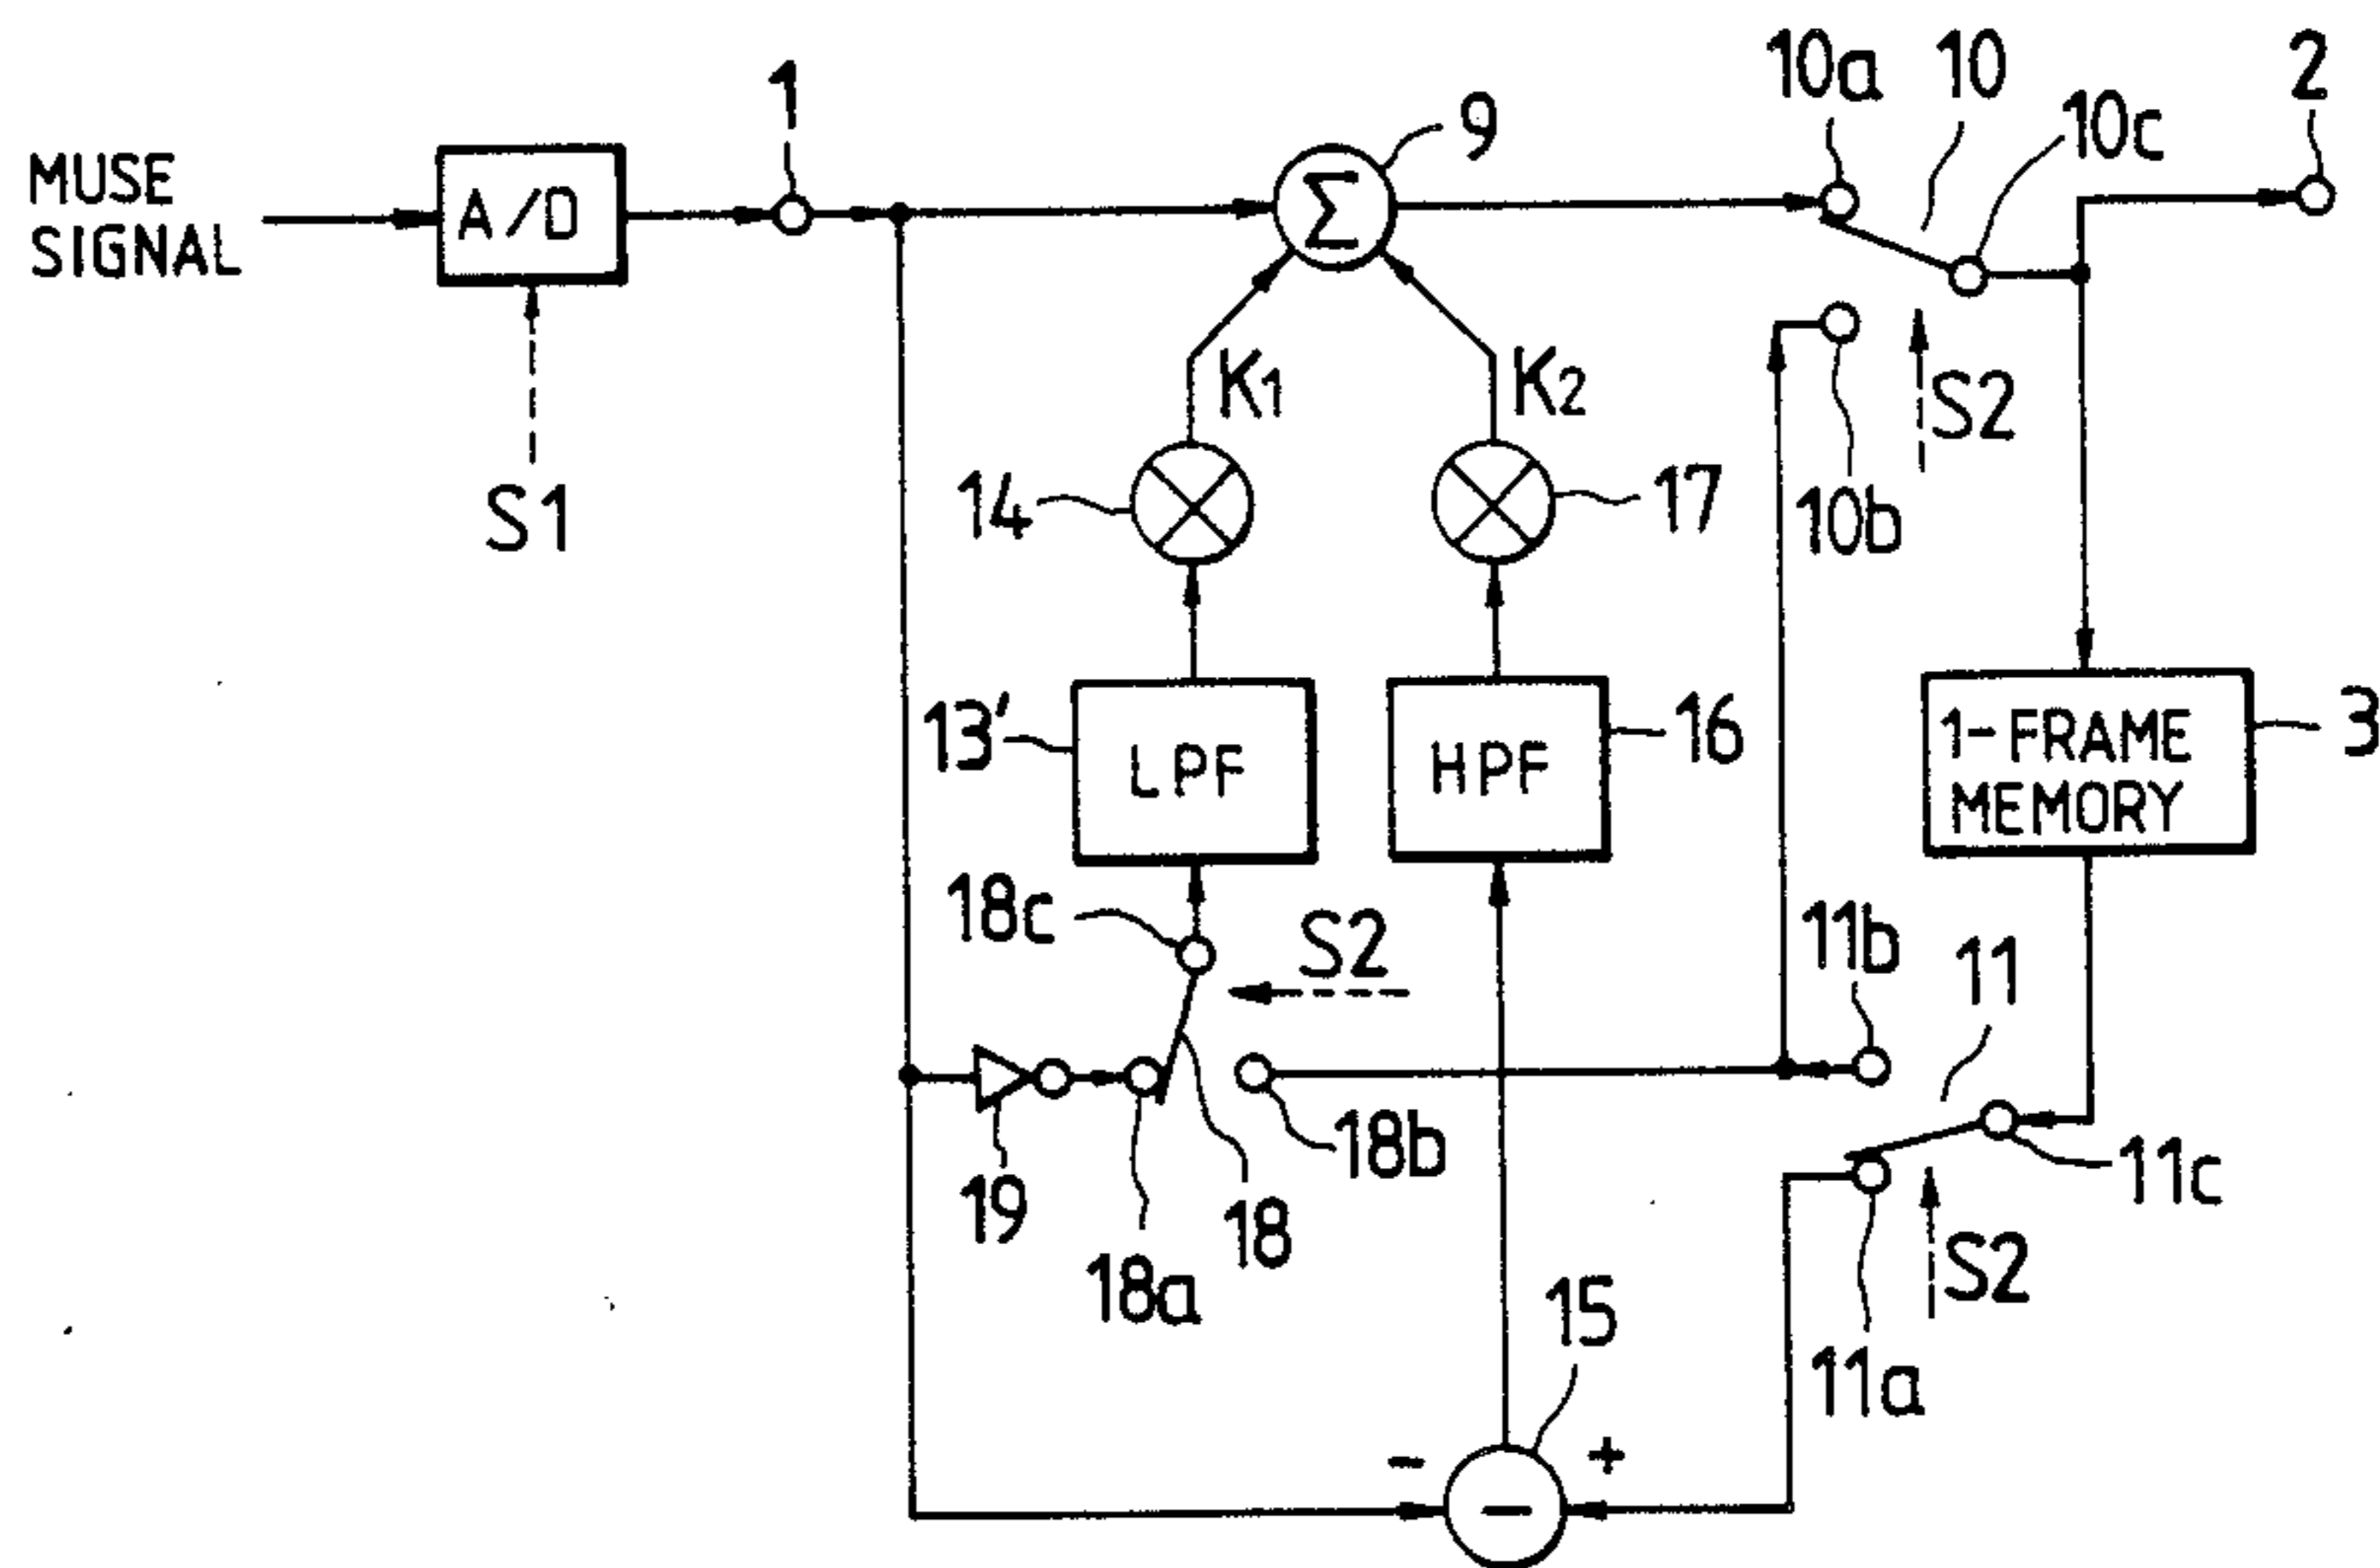 MUSE
SIGNAL
A/D
S1
1
Σ
9
10a
10
10c
2
S2
10b
K1
K2
14
17
13'
LPF
HPF
16
1-FRAME
MEMORY
3
18c
S2
11b
11
11c
19
18a
18
18b
S2
11a
15
-
+
-